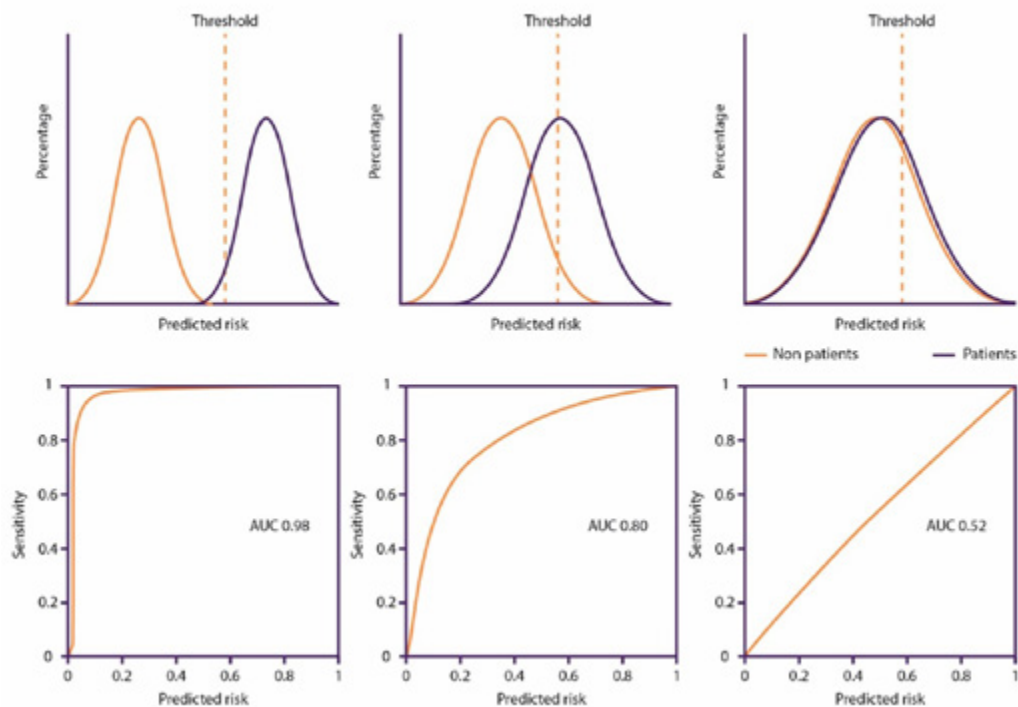 Threshold
Threshold
Threshold
Percentage
Percentage
Percentage
Predicted risk
Predicted risk
Predicted risk
Non patients
Patients
1
0.8
0.6
0.4
0.2
0
Sensitivity
AUC 0.98
0
0.2
0.4
0.6
0.8
1
Predicted risk
1
0.8
0.6
0.4
0.2
0
Sensitivity
AUC 0.80
0
0.2
0.4
0.6
0.8
1
Predicted risk
1
0.8
0.6
0.4
0.2
0
Sensitivity
AUC 0.52
0
0.2
0.4
0.6
0.8
1
Predicted risk